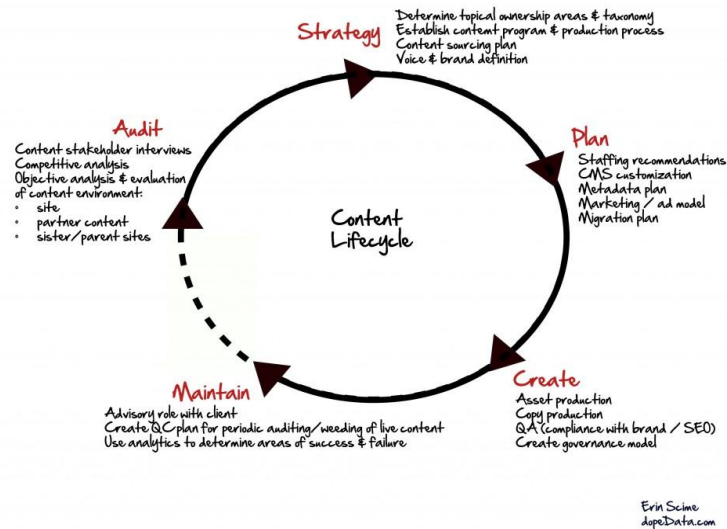 Strategy
Determine topical ownership areas & taxonomy
Establish content program & production process
Content sourcing plan
Voice & brand definition
Audit
Content stakeholder interviews
Competitive analysis
Objective analysis & evaluation
of content environment:
• site
• partner content
• sister/parent sites
Plan
Staffing recommendations
CMS customization
Metadata plan
Marketing / ad model
Migration plan
Content
Lifecycle
Create
Asset production
Copy production
QA (compliance with brand / SEO)
Create governance model
Maintain
Advisory role with client
Create QC plan for periodic auditing/weeding of live content
Use analytics to determine areas of success & failure
Erin Scime
dopeData.com